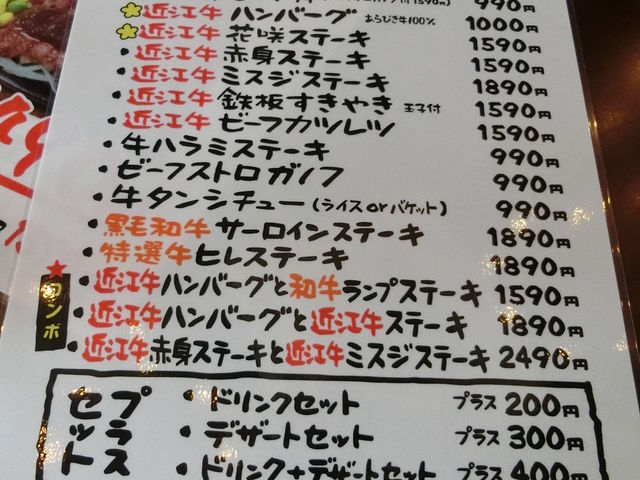 990円
近江牛 ハンバーグ あらびき牛100% 1000円
近江牛 花咲ステーキ 1590円
・近江牛 赤身ステーキ 1590円
・近江牛 ミスジステーキ 1890円
・近江牛 鉄板すきやき 玉子付 1590円
・近江牛 ビーフカツレツ 1590円
・牛ハラミステーキ 990円
・ビーフストロガノフ 990円
・牛タンシチュー(ライスorバケット) 990円
・黒毛和牛 サーロインステーキ 1890円
・特選牛 ヒレステーキ 1890円
コンボ
・近江牛ハンバーグと和牛ランプステーキ 1590円
・近江牛ハンバーグと近江牛ステーキ 1890円
・近江牛赤身ステーキと近江牛ミスジステーキ 2490円
プラス
セット
・ドリンクセット プラス 200円
・デザートセット プラス 300円
・ドリンク+デザートセット プラス 400円